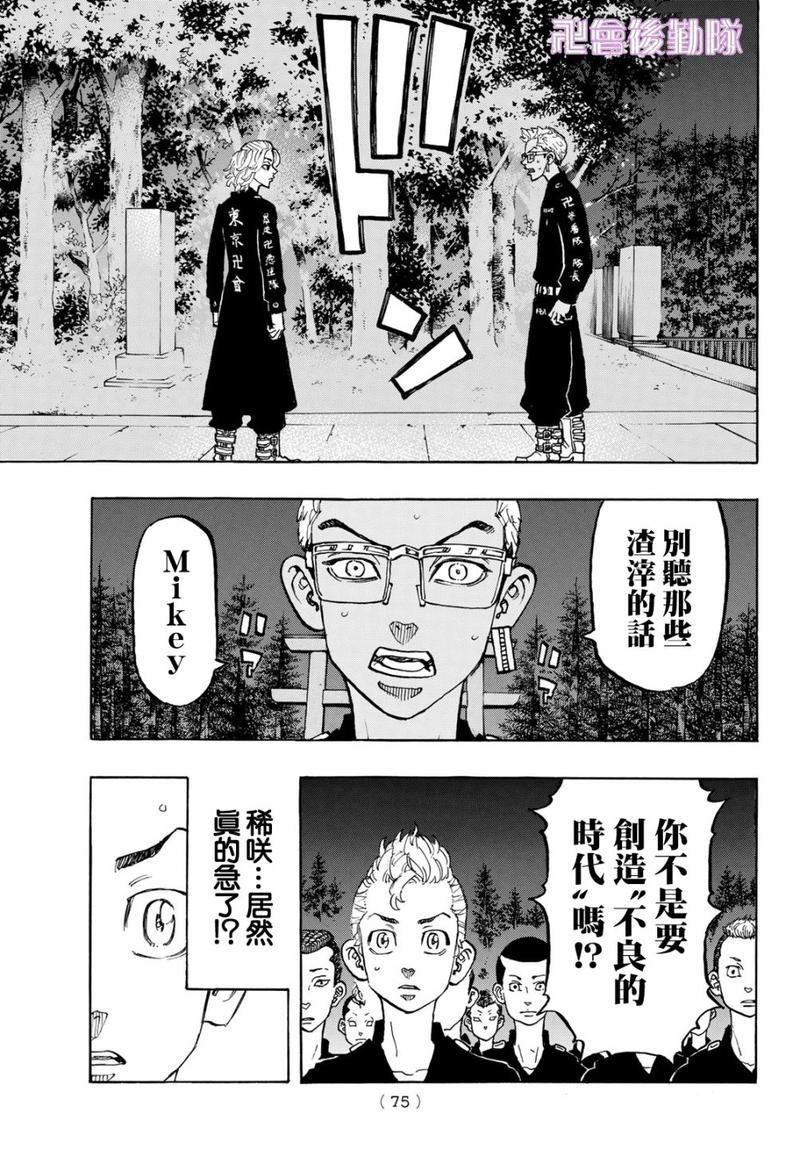 卍會後勤隊
東京卍會
隊長
別聽那些
渣滓的話
Mikey
你不是要
創造"不良的
時代"嗎!?
稀咲…居然
真的急了!?
(75)